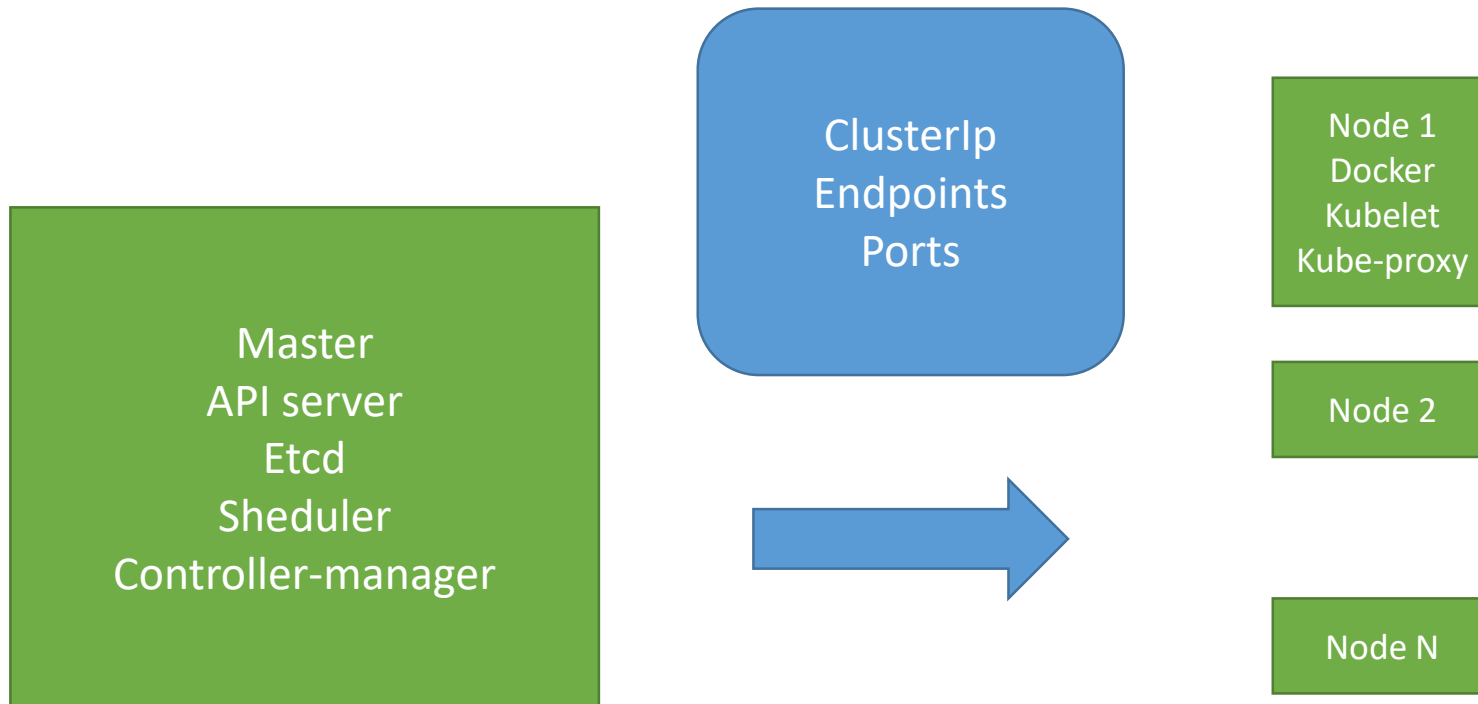 Master
API server
Etcd
Sheduler
Controller-manager
ClusterIp
Endpoints
Ports
Node 1
Docker
Kubelet
Kube-proxy
Node 2
Node N